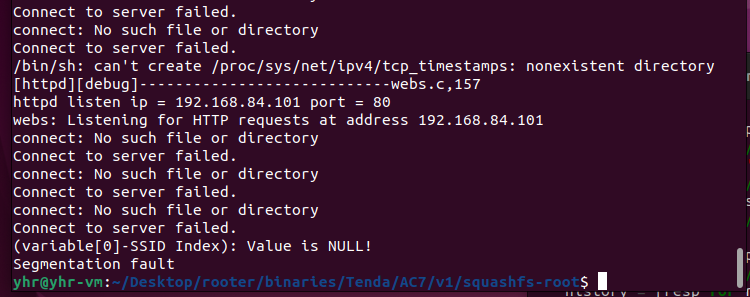 Connect to server failed.
connect: No such file or directory
Connect to server failed.
/bin/sh: can't create /proc/sys/net/ipv4/tcp_timestamps: nonexistent directory
[httpd][debug]----------------------------webs.c,157
httpd listen ip = 192.168.84.101 port = 80
webs: Listening for HTTP requests at address 192.168.84.101
connect: No such file or directory
Connect to server failed.
connect: No such file or directory
Connect to server failed.
connect: No such file or directory
Connect to server failed.
(variable[0]-SSID Index): Value is NULL!
Segmentation fault
yhr@yhr-vm:~/Desktop/rooter/binaries/Tenda/AC7/v1/squashfs-root$